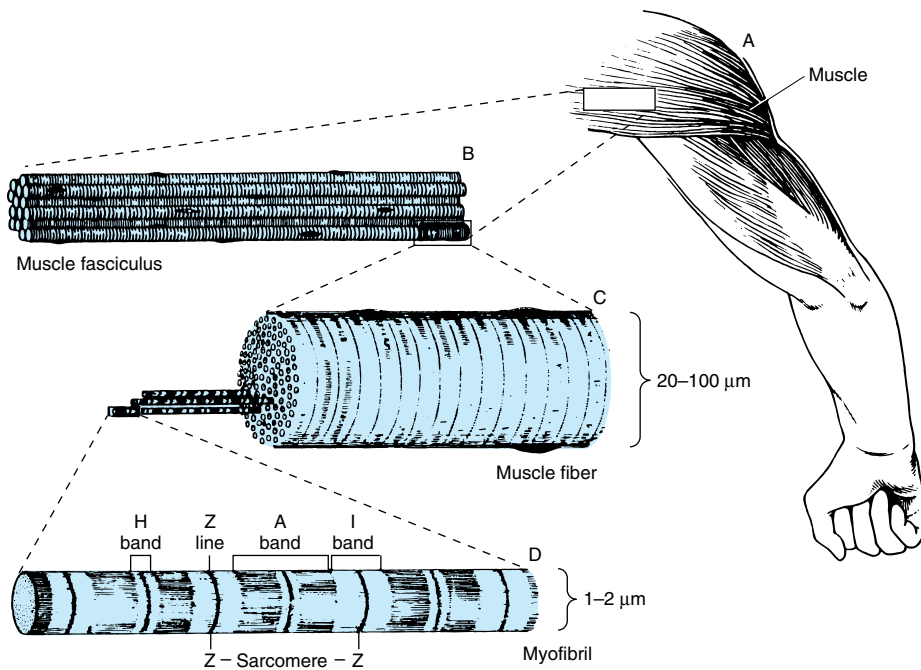 A
Muscle
B
Muscle fasciculus
C
20–100 μm
Muscle fiber
H
band
Z
line
A
band
I
band
D
1–2 μm
Z – Sarcomere – Z
Myofibril